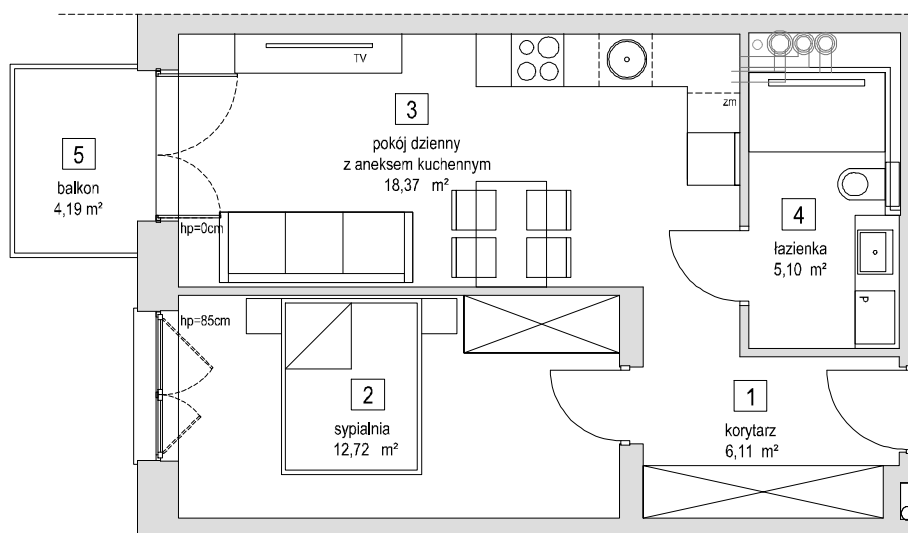 TV
zm
3
pokój dzienny
z aneksem kuchennym
18,37 m²
5
balkon
4,19 m²
hp=0cm
4
łazienka
5,10 m²
P
hp=85cm
2
sypialnia
12,72 m²
1
korytarz
6,11 m²